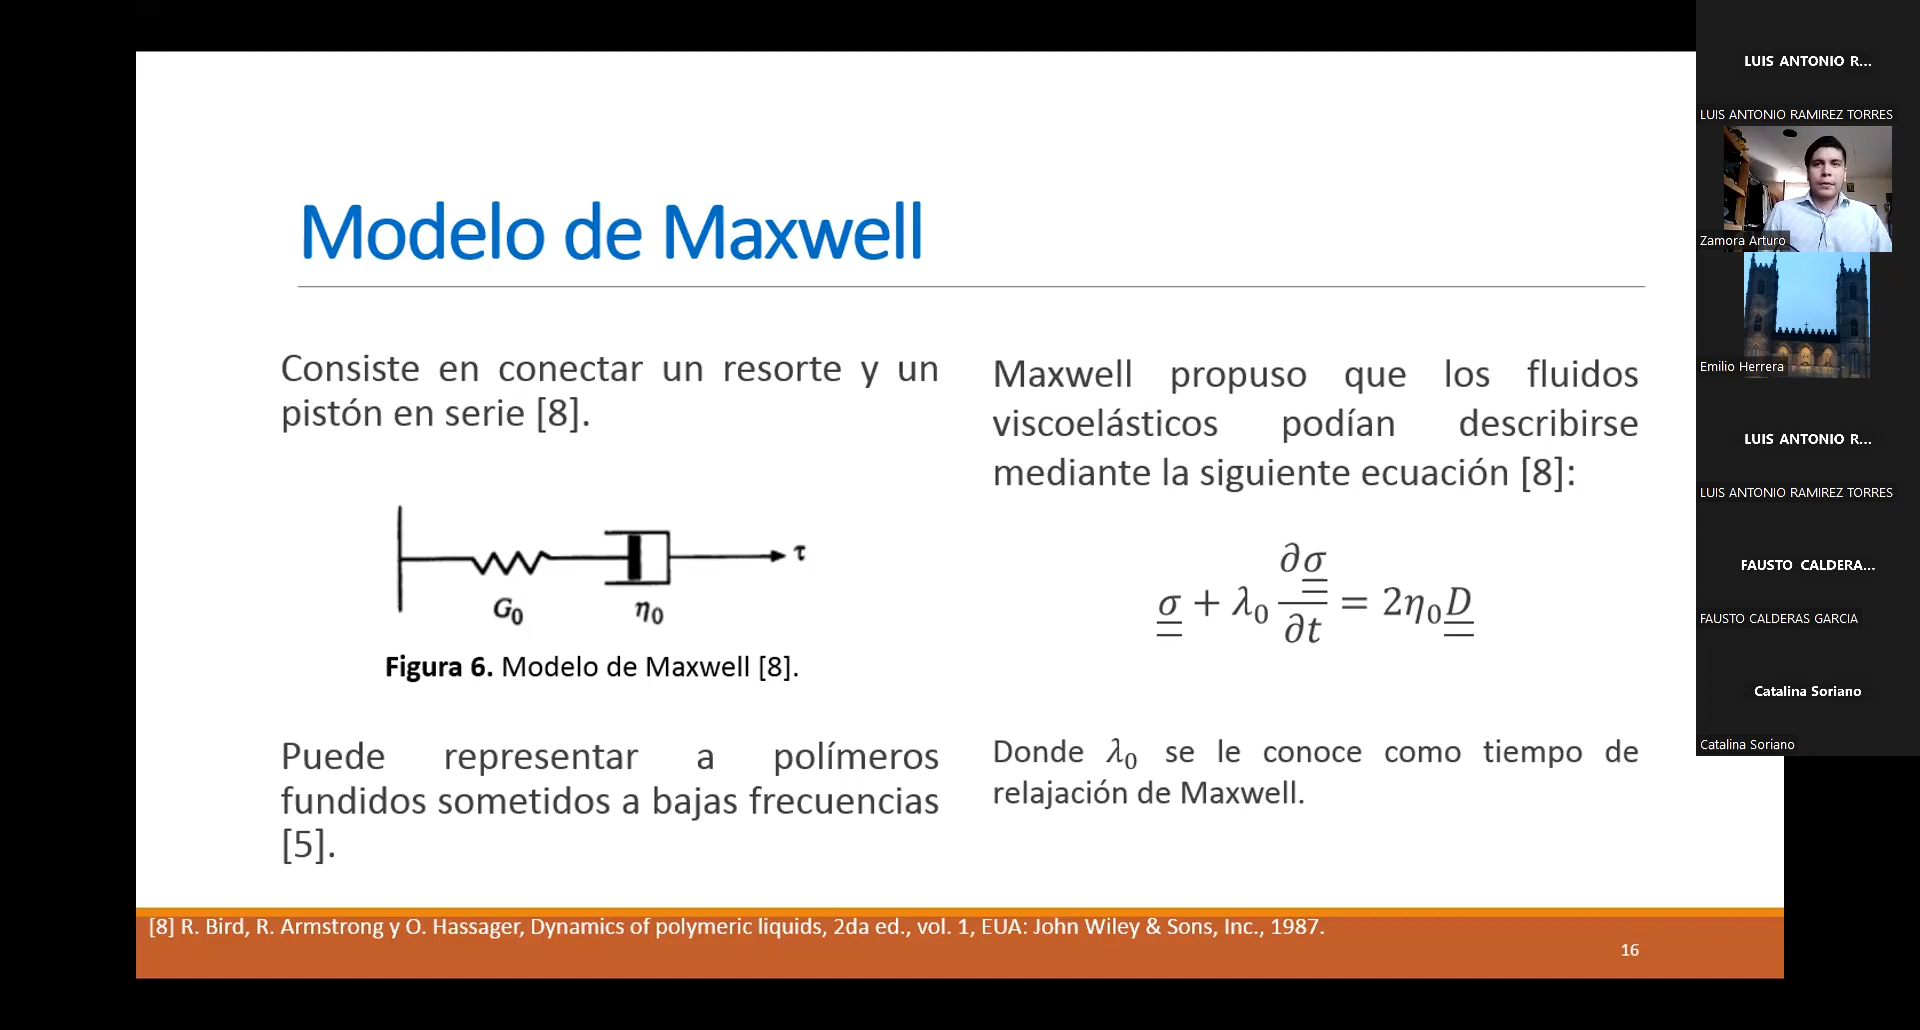 Modelo de Maxwell
Consiste en conectar un resorte y un
pistón en serie [8].
G₀ η₀ τ
Figura 6. Modelo de Maxwell [8].
Puede representar a polímeros
fundidos sometidos a bajas frecuencias
[5].
Maxwell propuso que los fluidos
viscoelásticos podían describirse
mediante la siguiente ecuación [8]:
σ + λ₀ ∂σ/∂t = 2η₀D
Donde λ₀ se le conoce como tiempo de
relajación de Maxwell.
[8] R. Bird, R. Armstrong y O. Hassager, Dynamics of polymeric liquids, 2da ed., vol. 1, EUA: John Wiley & Sons, Inc., 1987.
16
LUIS ANTONIO R...
LUIS ANTONIO RAMIREZ TORRES
Zamora Arturo
Emilio Herrera
LUIS ANTONIO R...
LUIS ANTONIO RAMIREZ TORRES
FAUSTO CALDERA...
FAUSTO CALDERAS GARCIA
Catalina Soriano
Catalina Soriano